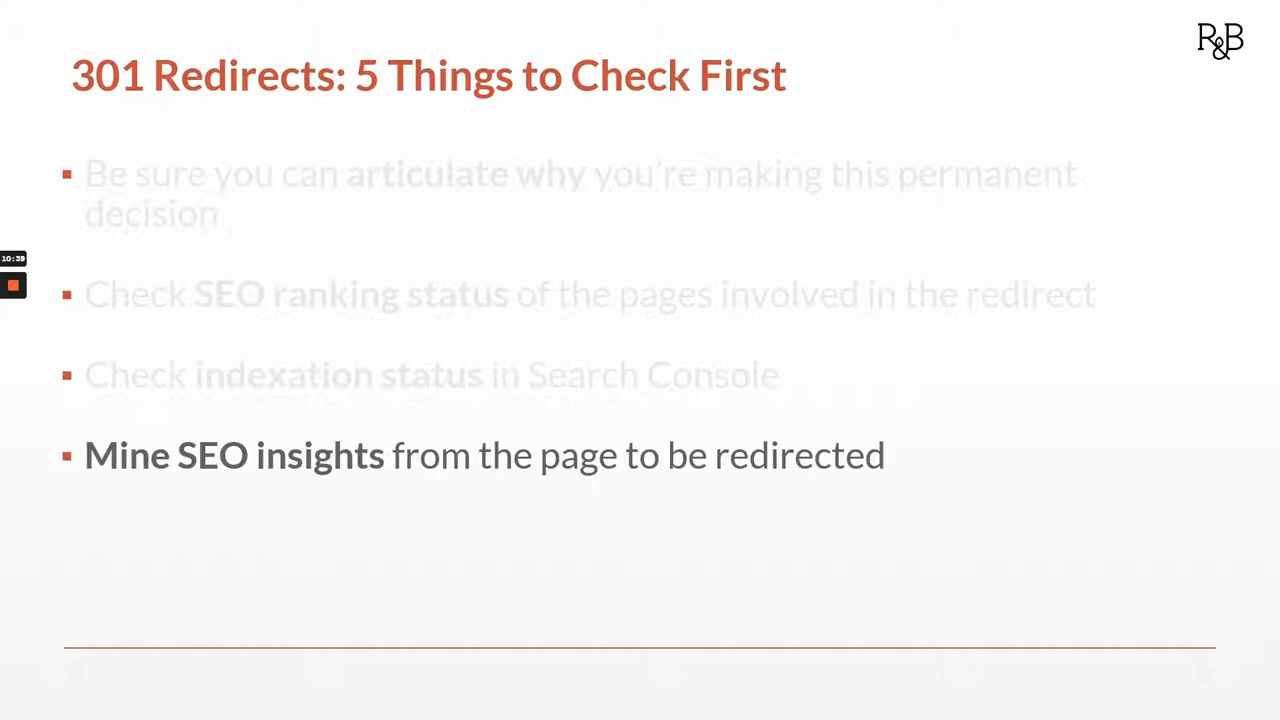 R&B
301 Redirects: 5 Things to Check First
Be sure you can articulate why you're making this permanent
decision
10:39
Check SEO ranking status of the pages involved in the redirect
Check indexation status in Search Console
Mine SEO insights from the page to be redirected